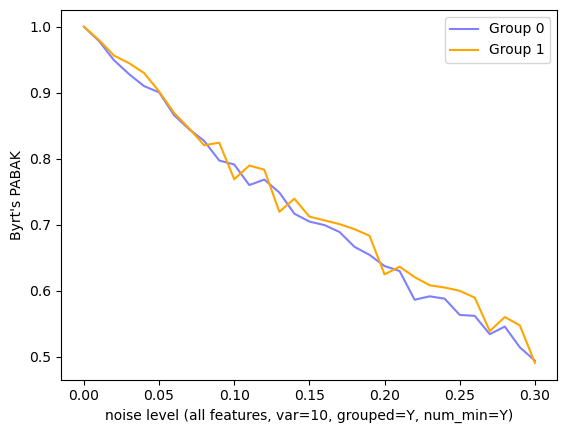 Group 0
Group 1
Byrt's PABAK
1.0
0.9
0.8
0.7
0.6
0.5
0.00 0.05 0.10 0.15 0.20 0.25 0.30
noise level (all features, var=10, grouped=Y, num_min=Y)